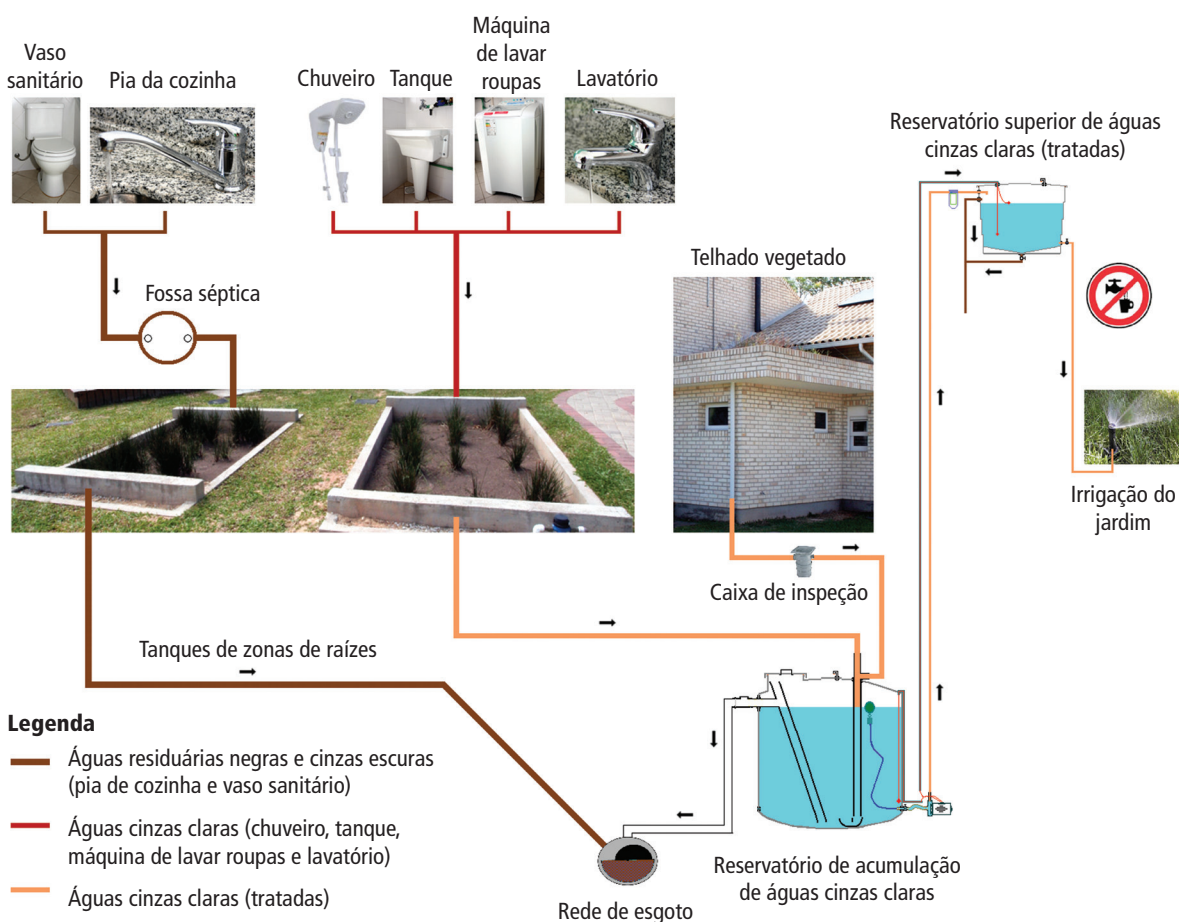 Vaso
sanitário
Pia da cozinha
Chuveiro
Tanque
Máquina
de lavar
roupas
Lavatório
Reservatório superior de águas
cinzas claras (tratadas)
Fossa séptica
Telhado vegetado
Irrigação do
jardim
Caixa de inspeção
Tanques de zonas de raízes
Legenda
Águas residuárias negras e cinzas escuras
(pia de cozinha e vaso sanitário)
Águas cinzas claras (chuveiro, tanque,
máquina de lavar roupas e lavatório)
Águas cinzas claras (tratadas)
Reservatório de acumulação
de águas cinzas claras
Rede de esgoto